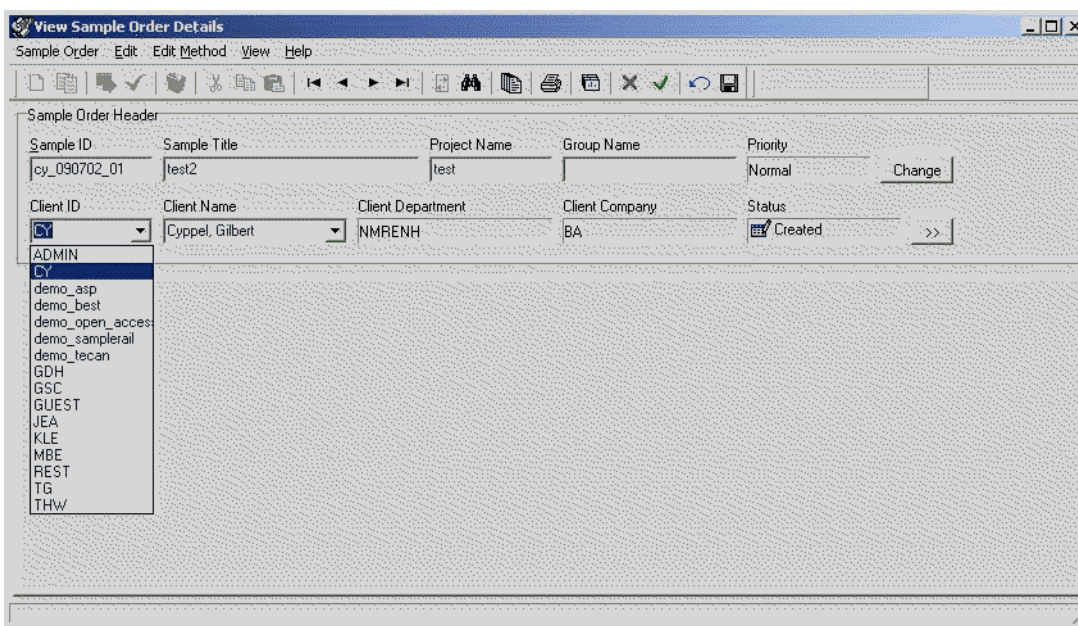 View Sample Order Details
Sample Order Edit Edit Method View Help
Sample Order Header
Sample ID Sample Title Project Name Group Name Priority
cy_090702_01 test2 test Normal Change
Client ID Client Name Client Department Client Company Status
CY Cyppel, Gilbert NMRENH BA Created >>
ADMIN
CY
demo_asp
demo_best
demo_open_acces
demo_samplerail
demo_tecan
GDH
GSC
GUEST
JEA
KLE
MBE
REST
TG
THW